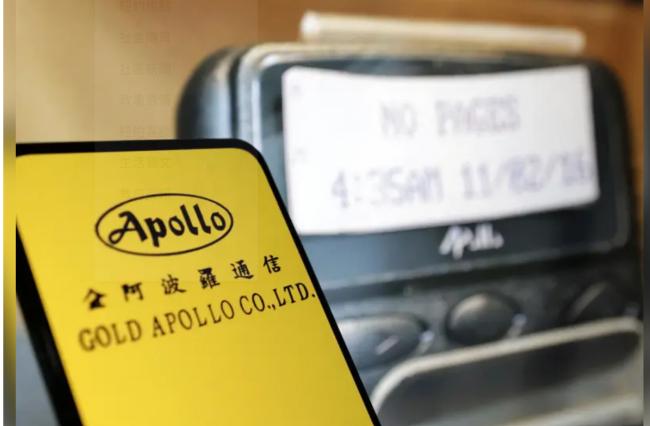 NO PAGES
4:35AM 11/02/16
Apollo
Apollo
金阿波羅通信
GOLD APOLLO CO.,LTD.